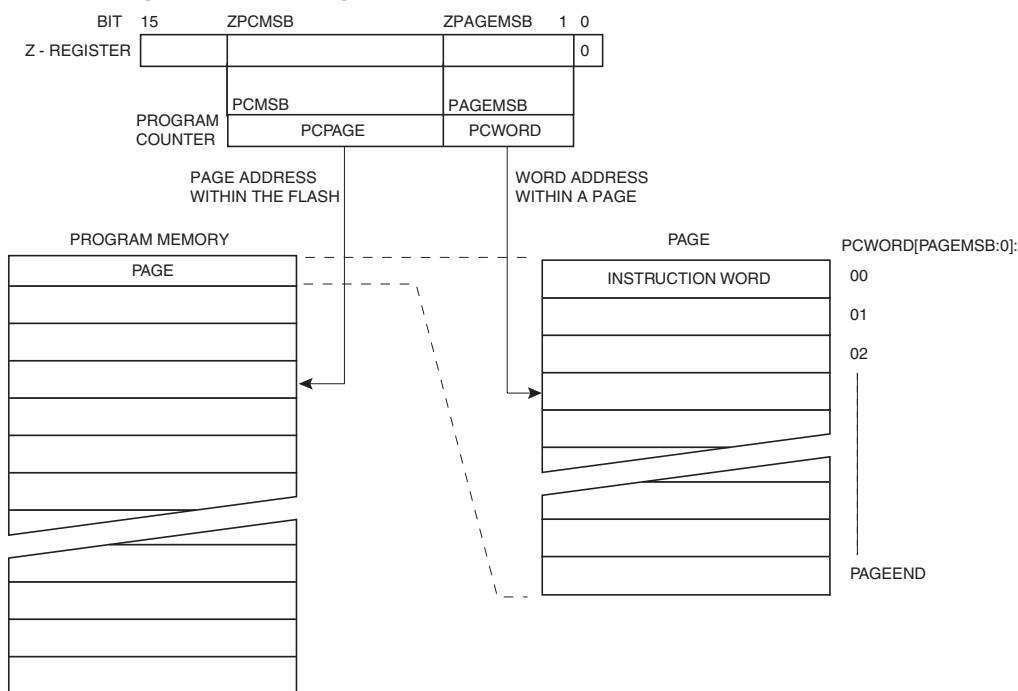 BIT 15 ZPCMSB ZPAGEMSB 1 0
Z - REGISTER 0
PCMSB PAGEMSB
PROGRAM
COUNTER
PCPAGE PCWORD
PAGE ADDRESS
WITHIN THE FLASH
WORD ADDRESS
WITHIN A PAGE
PROGRAM MEMORY
PAGE
PAGE
PCWORD[PAGEMSB:0]:
INSTRUCTION WORD 00
01
02
PAGEEND